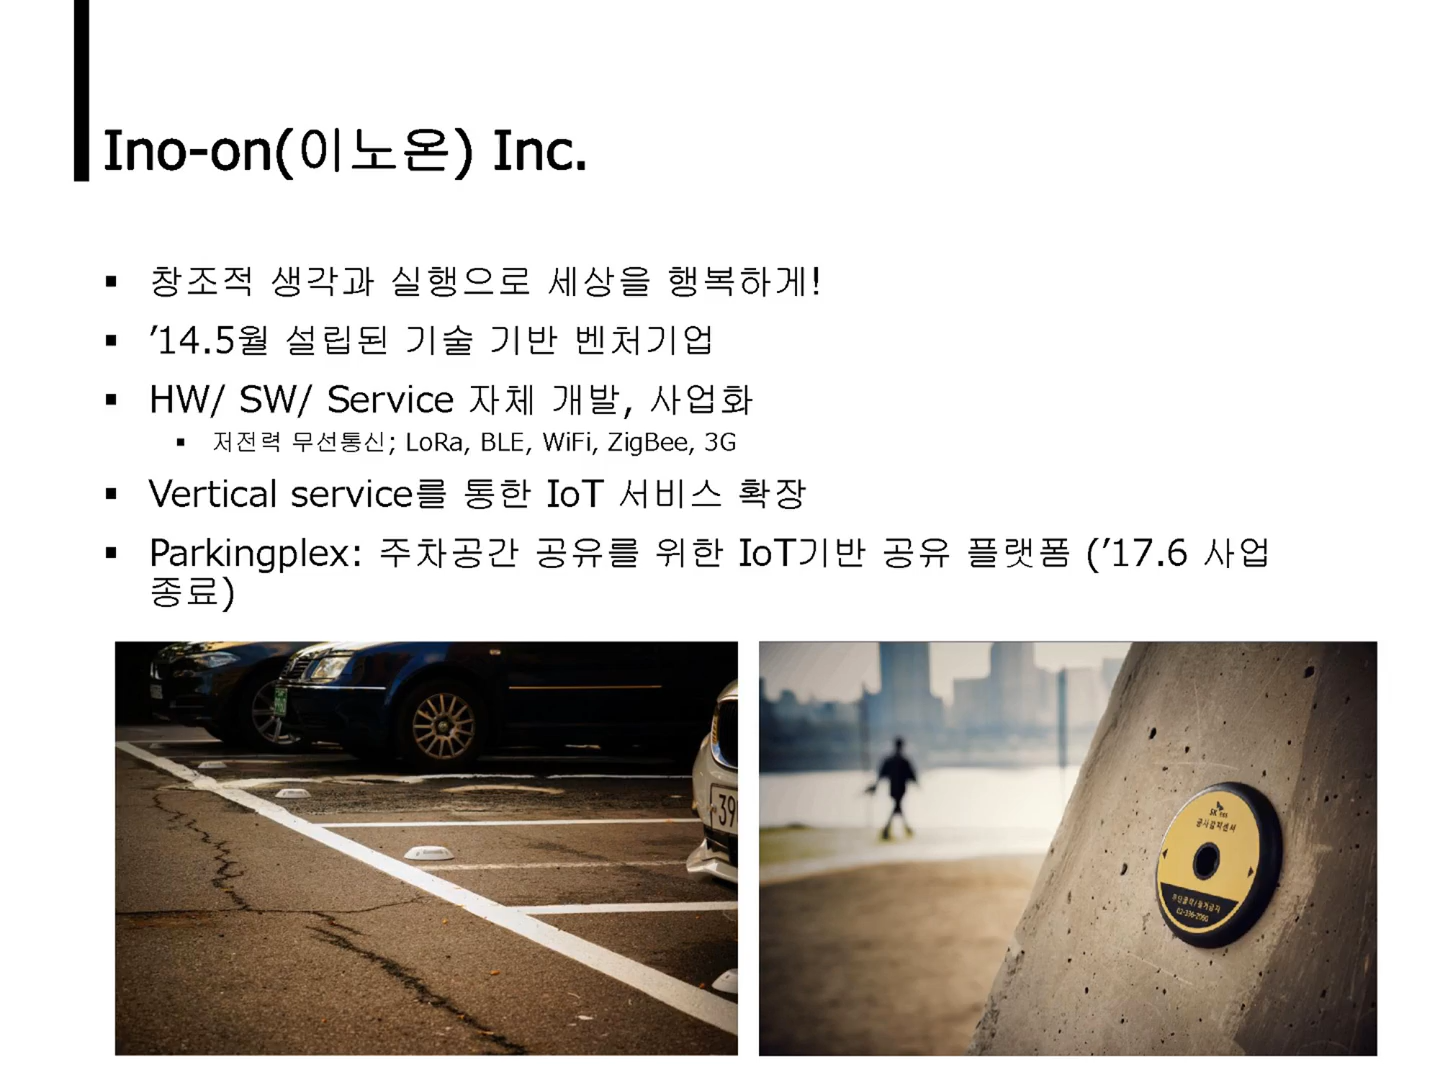 Ino-on(이노온) Inc.
▪ 창조적 생각과 실행으로 세상을 행복하게!
▪ ’14.5월 설립된 기술 기반 벤처기업
▪ HW/ SW/ Service 자체 개발, 사업화
▪ 저전력 무선통신; LoRa, BLE, WiFi, ZigBee, 3G
▪ Vertical service를 통한 IoT 서비스 확장
▪ Parkingplex: 주차공간 공유를 위한 IoT기반 공유 플랫폼 (’17.6 사업
종료)
39
SK